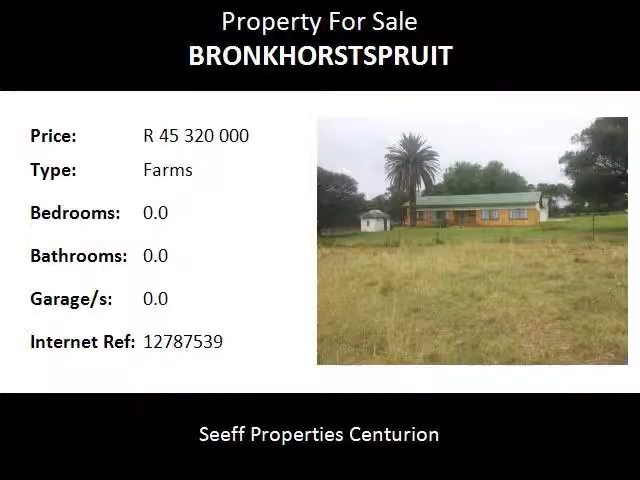 Property For Sale
BRONKHORSTSPRUIT
Price: R 45 320 000
Type: Farms
Bedrooms: 0.0
Bathrooms: 0.0
Garage/s: 0.0
Internet Ref: 12787539
Seeff Properties Centurion